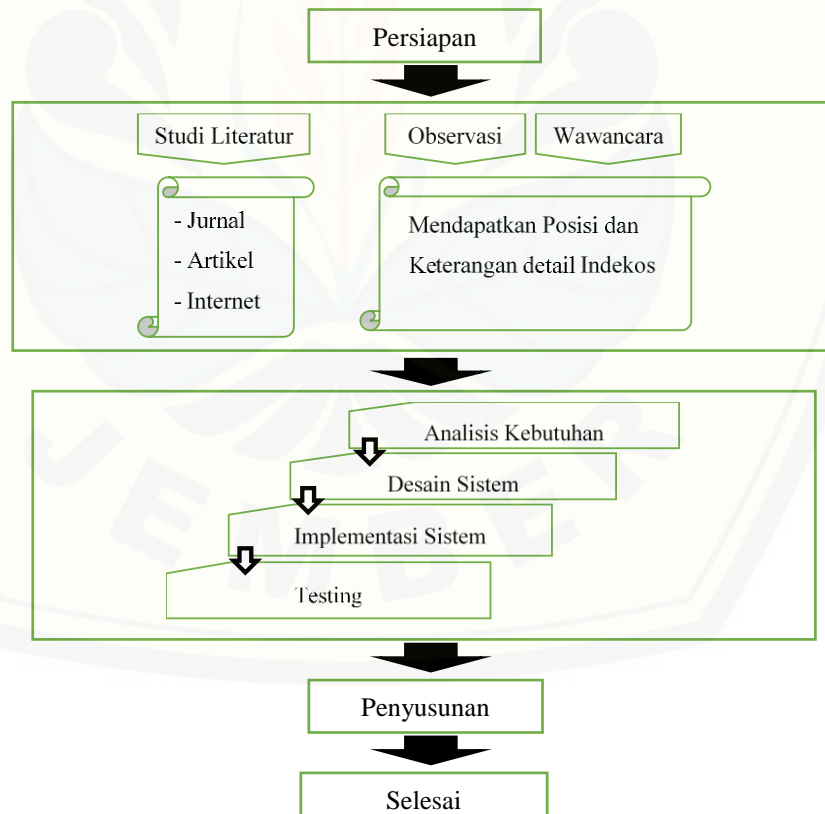 Persiapan
Studi Literatur
Observasi
Wawancara
- Jurnal
- Artikel
- Internet
Mendapatkan Posisi dan
Keterangan detail Indekos
Analisis Kebutuhan
Desain Sistem
Implementasi Sistem
Testing
JEMBER
Penyusunan
Selesai